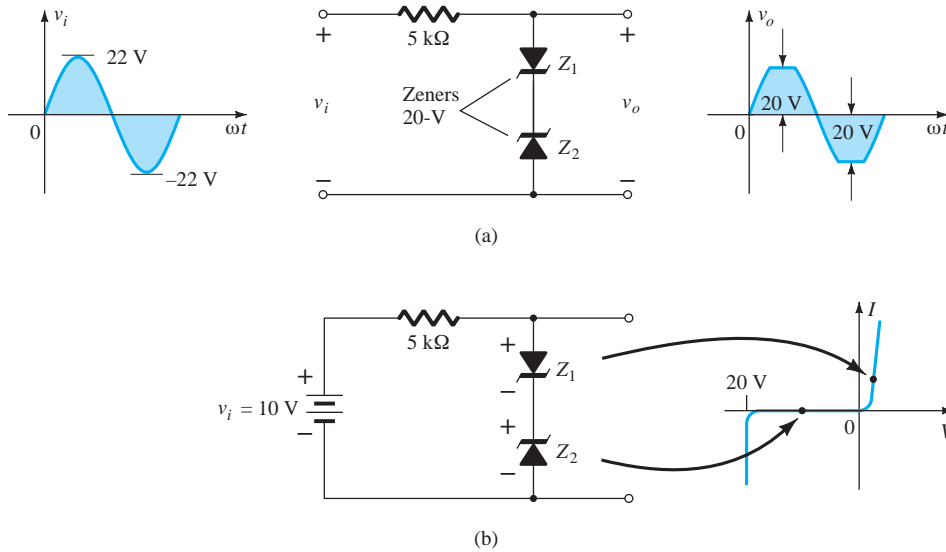 v_i
22 V
0
ωt
–22 V
+
5 kΩ
+
Z_1
v_i
Zeners
20-V
v_o
Z_2
–
–
v_o
20 V
0
20 V
ωt
(a)
5 kΩ
+
Z_1
–
+
v_i = 10 V
–
+
Z_2
–
I
20 V
0
(b)